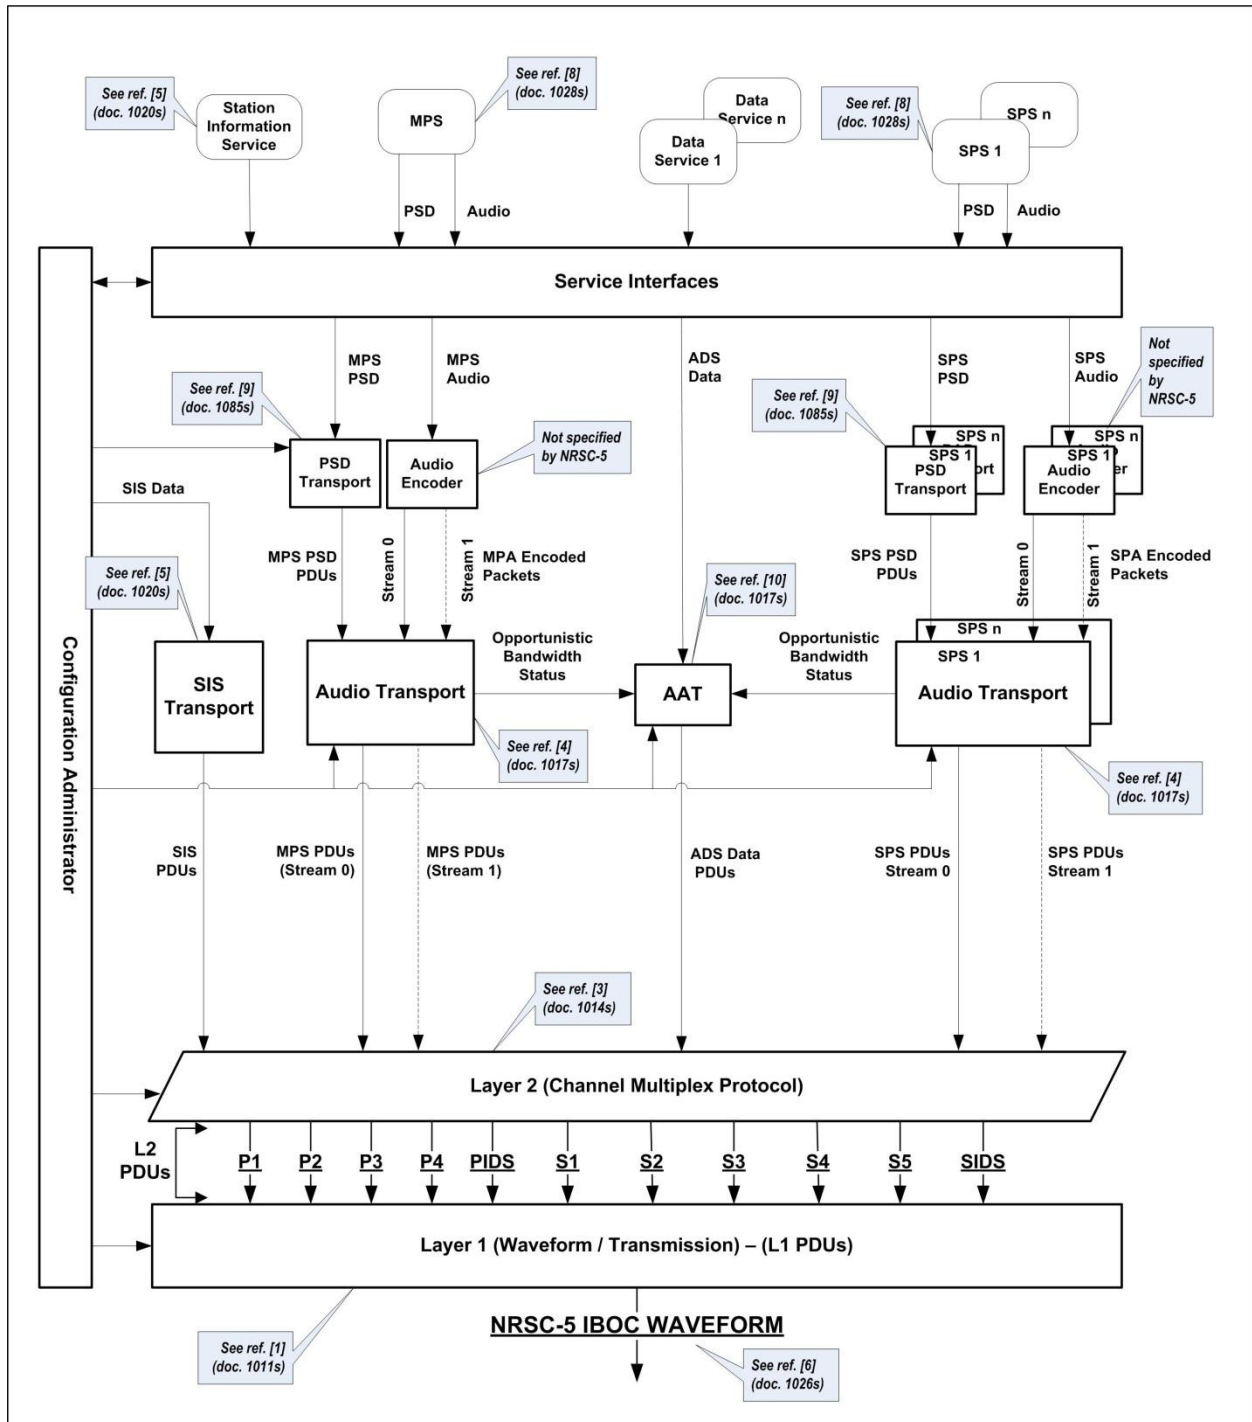 See ref. [5]
(doc. 1020s)
Station
Information
Service
MPS
See ref. [8]
(doc. 1028s)
Data
Service n
Data
Service 1
See ref. [8]
(doc. 1028s)
SPS n
SPS 1
PSD
Audio
PSD
Audio
Service Interfaces
Configuration Administrator
MPS
PSD
MPS
Audio
ADS
Data
SPS
PSD
SPS
Audio
Not
specified
by
NRSC-5
See ref. [9]
(doc. 1085s)
Not specified
by NRSC-5
See ref. [9]
(doc. 1085s)
PSD
Transport
Audio
Encoder
SPS n
SPS 1
PSD
Transport
SPS n
SPS 1
Audio
Encoder
SIS Data
MPS PSD
PDUs
Stream 0
Stream 1
MPA Encoded
Packets
SPS PSD
PDUs
Stream 0
Stream 1
SPA Encoded
Packets
See ref. [5]
(doc. 1020s)
See ref. [10]
(doc. 1017s)
SIS
Transport
Audio Transport
Opportunistic
Bandwidth
Status
AAT
Opportunistic
Bandwidth
Status
SPS n
SPS 1
Audio Transport
See ref. [4]
(doc. 1017s)
See ref. [4]
(doc. 1017s)
SIS
PDUs
MPS PDUs
(Stream 0)
MPS PDUs
(Stream 1)
ADS Data
PDUs
SPS PDUs
Stream 0
SPS PDUs
Stream 1
See ref. [3]
(doc. 1014s)
Layer 2 (Channel Multiplex Protocol)
L2
PDUs
P1
P2
P3
P4
PIDS
S1
S2
S3
S4
S5
SIDS
Layer 1 (Waveform / Transmission) – (L1 PDUs)
NRSC-5 IBOC WAVEFORM
See ref. [1]
(doc. 1011s)
See ref. [6]
(doc. 1026s)